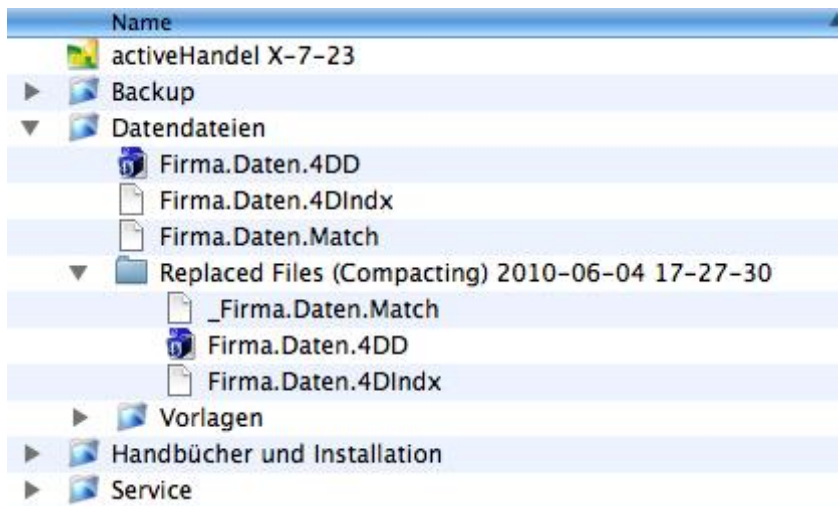 Name
activeHandel X-7-23
Backup
Datendateien
Firma.Daten.4DD
Firma.Daten.4DIndx
Firma.Daten.Match
Replaced Files (Compacting) 2010-06-04 17-27-30
_Firma.Daten.Match
Firma.Daten.4DD
Firma.Daten.4DIndx
Vorlagen
Handbücher und Installation
Service